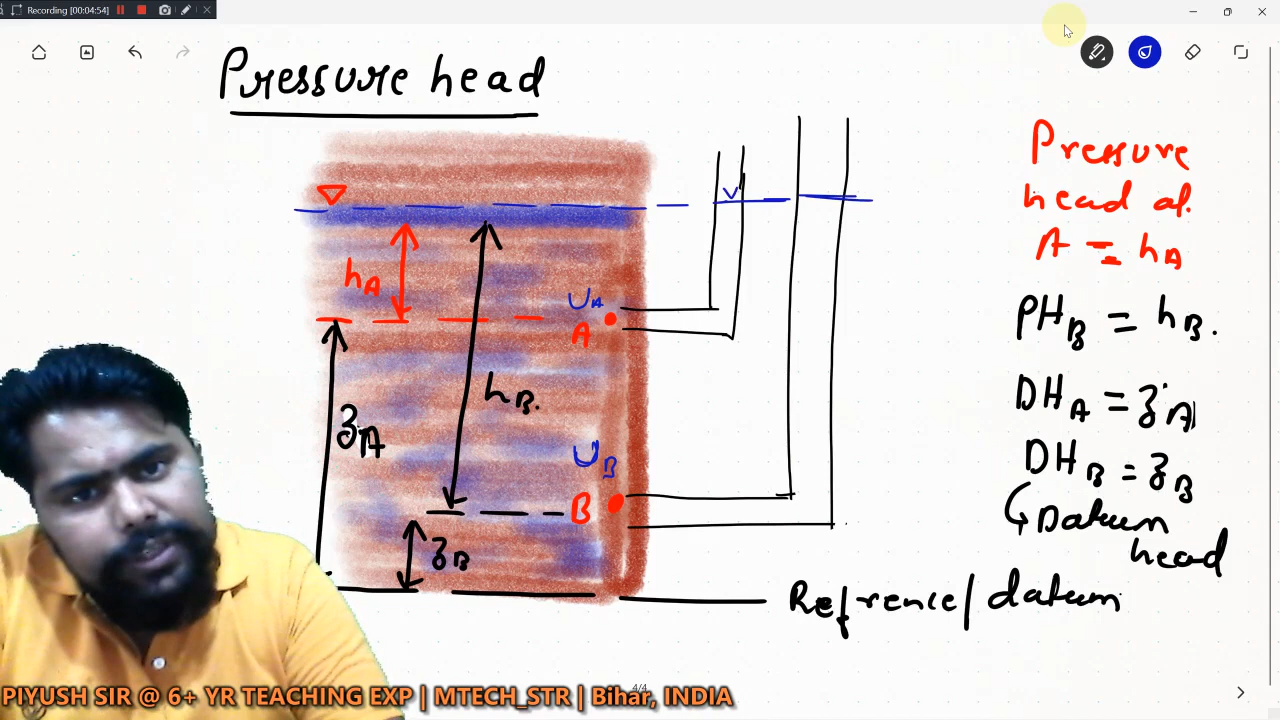 Recording [00:04:54]
Pressure head
hA
UA
A
zA
hB.
UB
B
zB
Refrence/datum
Pressure
head at
A = hA
PHB = hB.
DHA = zA
DHB = zB
Datum
head
4/4
PIYUSH SIR @ 6+ YR TEACHING EXP | MTECH_STR | Bihar, INDIA